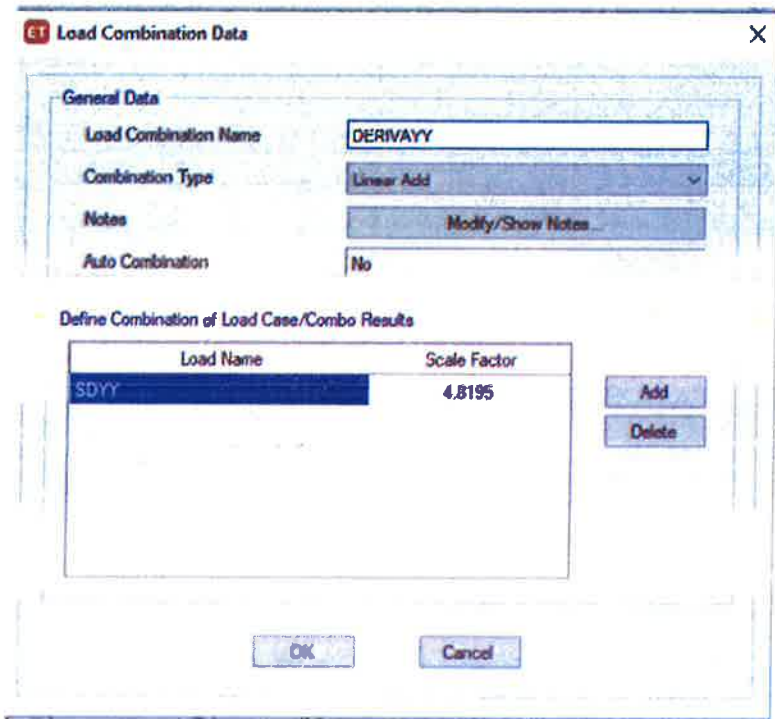 ET Load Combination Data
General Data
Load Combination Name DERIVAYY
Combination Type Linear Add
Notes Modify/Show Notes...
Auto Combination No
Define Combination of Load Case/Combo Results
Load Name Scale Factor
SDYY 4.8195 Add
Delete
OK Cancel